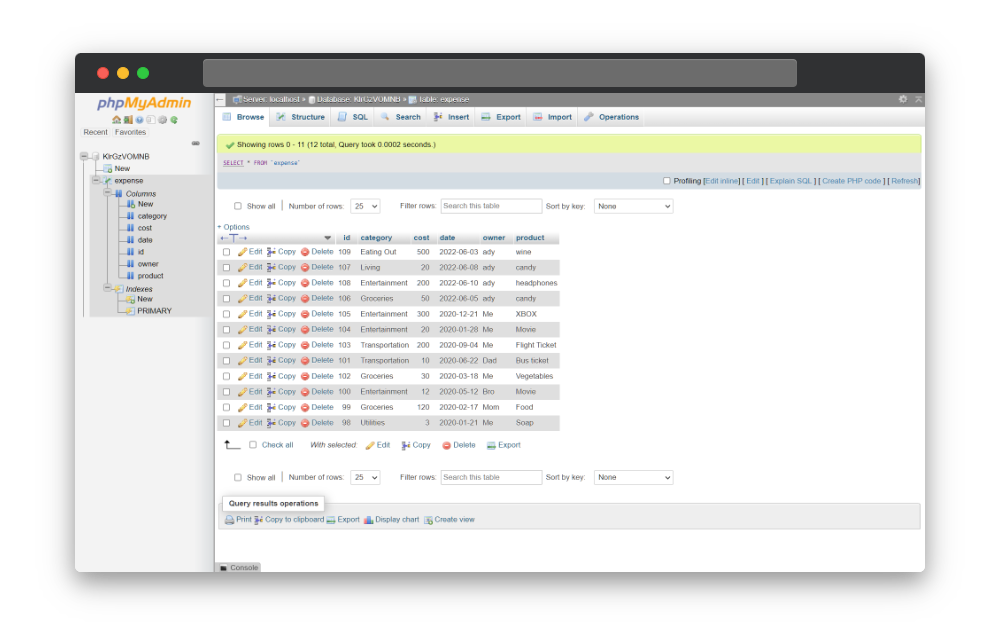 phpMyAdmin
Recent Favorites
KIrGzVOMNB
New
expense
Columns
New
category
cost
date
id
owner
product
Indexes
New
PRIMARY
Server: localhost » Database: KIrGzVOMNB » Table: expense
Browse Structure SQL Search Insert Export Import Operations
Showing rows 0 - 11 (12 total, Query took 0.0002 seconds.)
SELECT * FROM `expense`
Profiling [Edit inline] [ Edit ] [ Explain SQL ] [ Create PHP code ] [ Refresh]
Show all | Number of rows: 25 Filter rows: Search this table Sort by key: None
+ Options
←T→ id category cost date owner product
Edit Copy Delete 109 Eating Out 500 2022-06-03 ady wine
Edit Copy Delete 107 Living 20 2022-06-08 ady candy
Edit Copy Delete 108 Entertainment 200 2022-06-10 ady headphones
Edit Copy Delete 106 Groceries 50 2022-06-05 ady candy
Edit Copy Delete 105 Entertainment 300 2020-12-21 Me XBOX
Edit Copy Delete 104 Entertainment 20 2020-01-28 Me Movie
Edit Copy Delete 103 Transportation 200 2020-09-04 Me Flight Ticket
Edit Copy Delete 101 Transportation 10 2020-06-22 Dad Bus ticket
Edit Copy Delete 102 Groceries 30 2020-03-18 Me Vegetables
Edit Copy Delete 100 Entertainment 12 2020-05-12 Bro Movie
Edit Copy Delete 99 Groceries 120 2020-02-17 Mom Food
Edit Copy Delete 98 Utilities 3 2020-01-21 Me Soap
Check all With selected: Edit Copy Delete Export
Show all | Number of rows: 25 Filter rows: Search this table Sort by key: None
Query results operations
Print Copy to clipboard Export Display chart Create view
Console